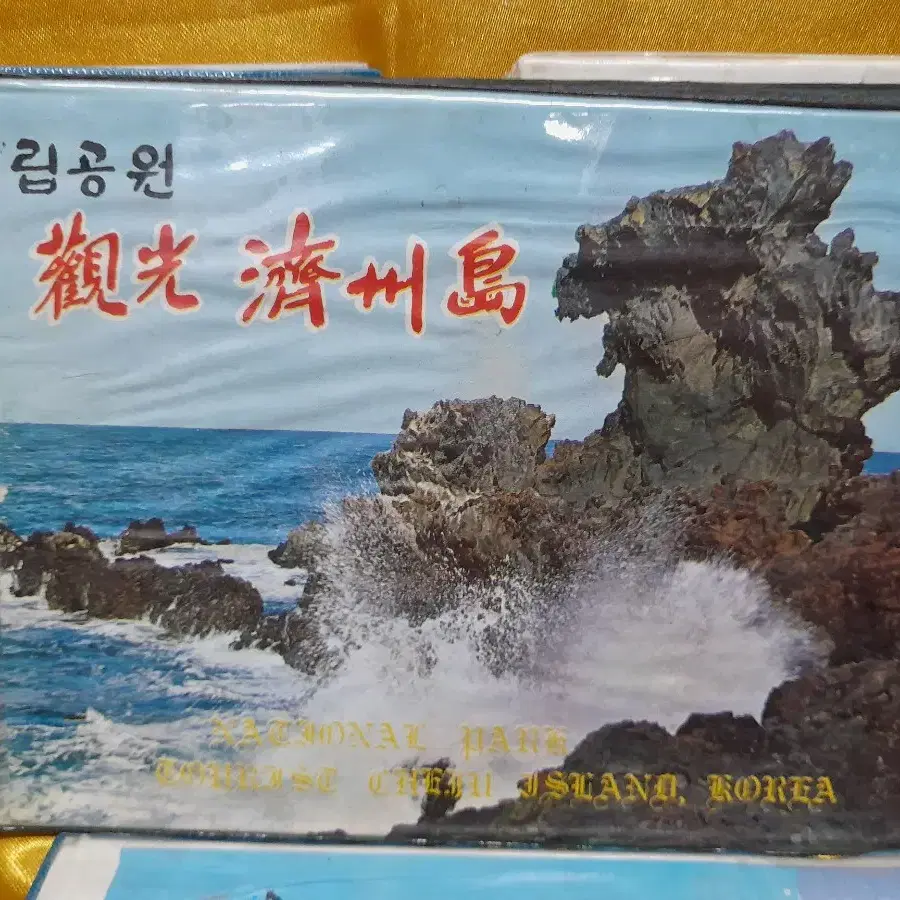 립공원
觀光 濟州島
NATIONAL PARK
TOURIST CHEJU ISLAND, KOREA